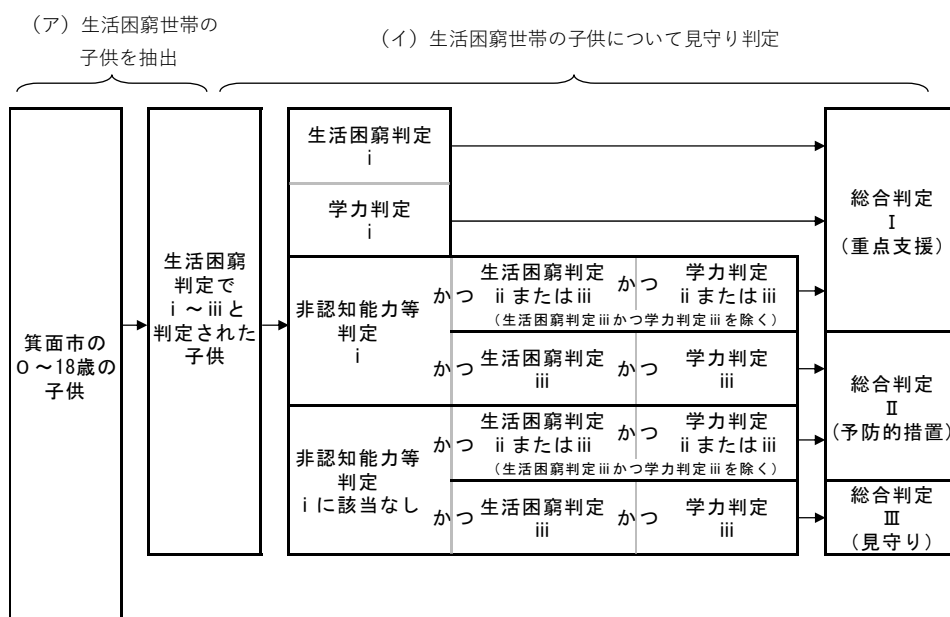 （ア）生活困窮世帯の
子供を抽出
（イ）生活困窮世帯の子供について見守り判定
箕面市の
０～18歳の
子供
生活困窮
判定で
ⅰ～ⅲと
判定された
子供
生活困窮判定
ⅰ
学力判定
ⅰ
非認知能力等
判定
ⅰ
かつ 生活困窮判定 かつ 学力判定
ⅱまたはⅲ ⅱまたはⅲ
（生活困窮判定ⅲかつ学力判定ⅲを除く）
かつ 生活困窮判定 かつ 学力判定
ⅲ ⅲ
非認知能力等
判定
ⅰに該当なし
かつ 生活困窮判定 かつ 学力判定
ⅱまたはⅲ ⅱまたはⅲ
（生活困窮判定ⅲかつ学力判定ⅲを除く）
かつ 生活困窮判定 かつ 学力判定
ⅲ ⅲ
総合判定
Ⅰ
（重点支援）
総合判定
Ⅱ
（予防的措置）
総合判定
Ⅲ
（見守り）